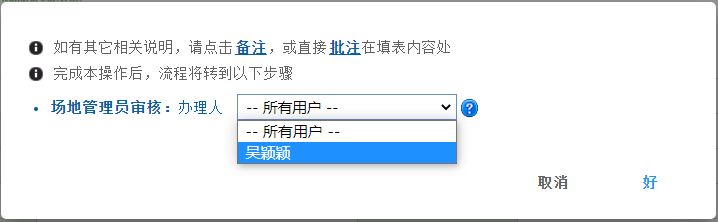 如有其它相关说明，请点击备注，或直接批注在填表内容处
完成本操作后，流程将转到以下步骤
场地管理员审核：办理人 -- 所有用户 --
-- 所有用户 --
吴颖颖
取消 好